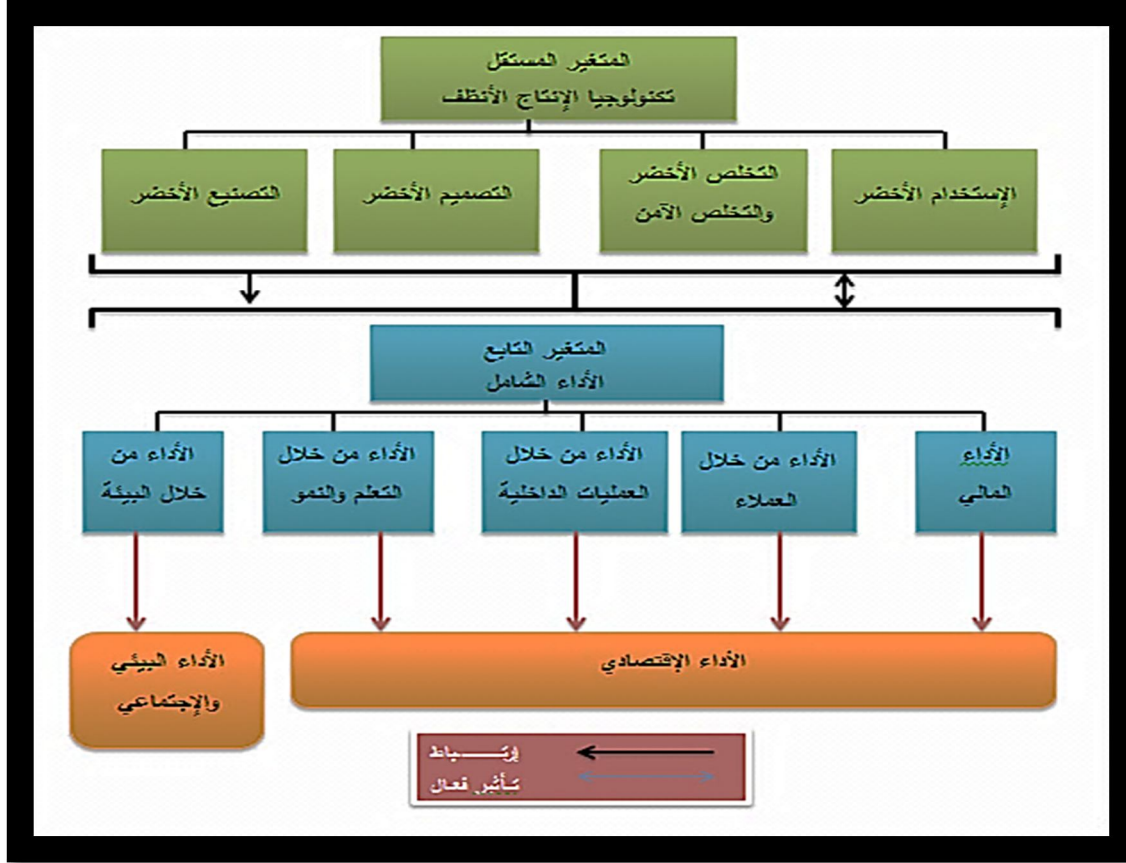 المتغير المستقل
تكنولوجيا الإنتاج الأنظف
الإستخدام الأخضر
التخلص الأخضر
والتخلص الآمن
التصميم الأخضر
التصنيع الأخضر
المتغير التابع
الأداء الشامل
الأداء
المالي
الأداء من خلال
العملاء
الأداء من خلال
العمليات الداخلية
الأداء من خلال
التعلم والنمو
الأداء من
خلال البيئة
الأداء الإقتصادي
الأداء البيئي
والإجتماعي
إرتـــــباط
تأثير فعال